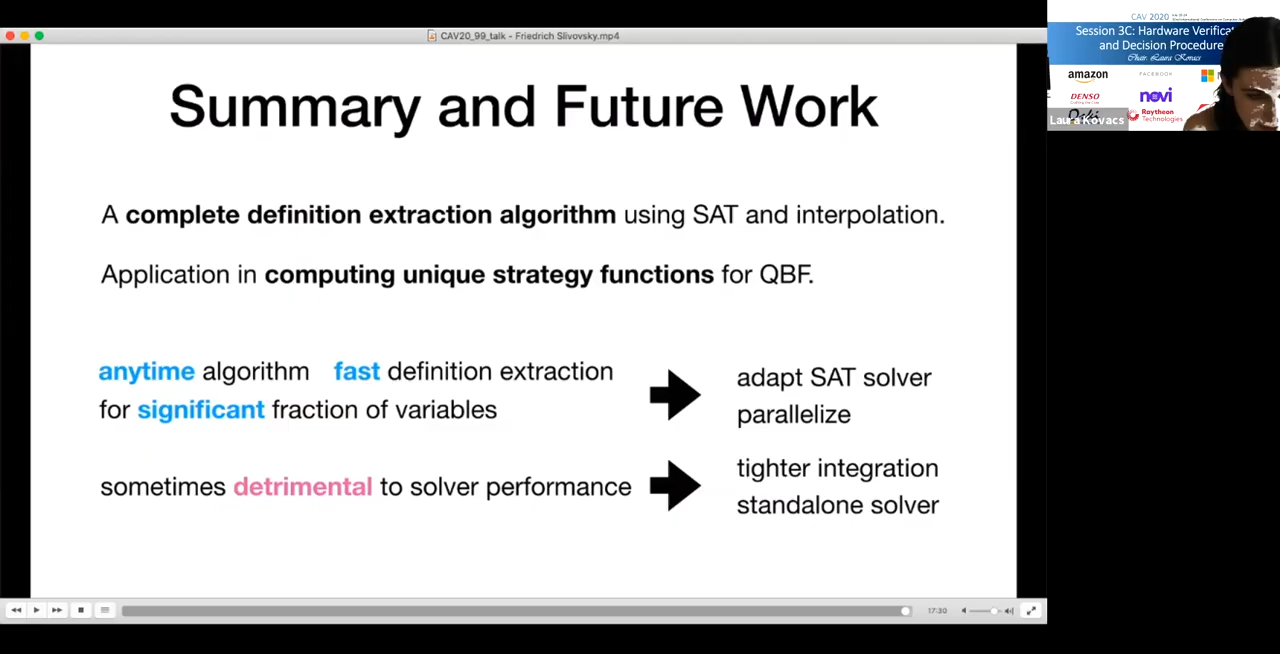 CAV20_99_talk - Friedrich Slivovsky.mp4
Summary and Future Work
A complete definition extraction algorithm using SAT and interpolation.
Application in computing unique strategy functions for QBF.
anytime algorithm fast definition extraction
for significant fraction of variables
adapt SAT solver
parallelize
sometimes detrimental to solver performance
tighter integration
standalone solver
17:30
CAV 2020
Session 3C: Hardware Verificat
and Decision Procedure
Chair: Laura Kovacs
amazon
FACEBOOK
DENSO
novi
Raytheon
Technologies
Laura Kovacs